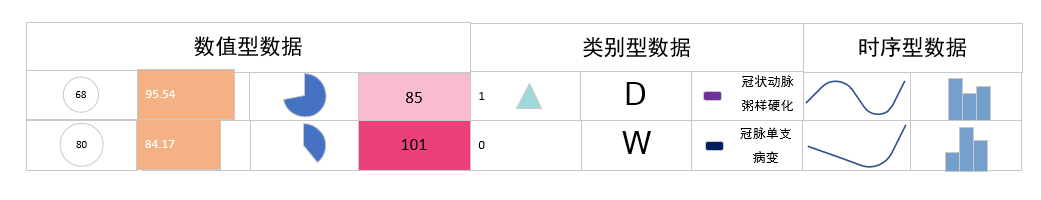 数值型数据 类别型数据 时序型数据
68 95.54 85 1 D 冠状动脉
粥样硬化
80 84.17 101 0 W 冠脉单支
病变